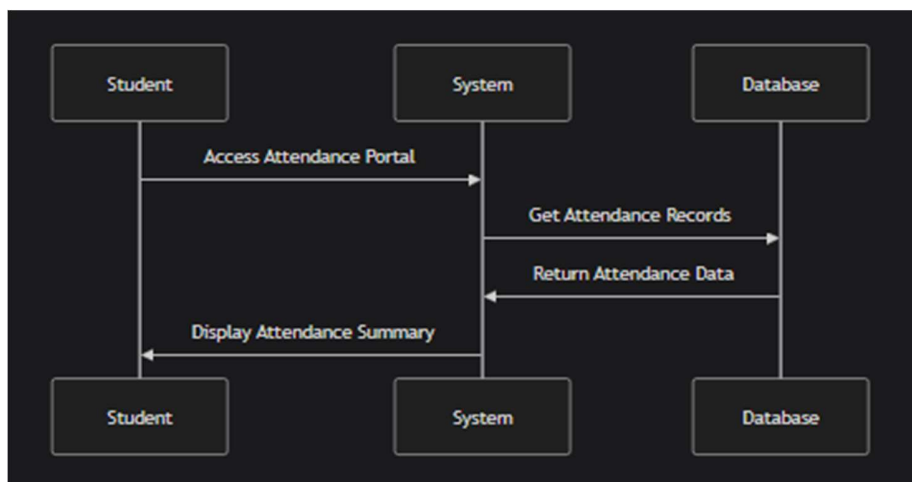 Student
System
Database
Access Attendance Portal
Get Attendance Records
Return Attendance Data
Display Attendance Summary
Student
System
Database